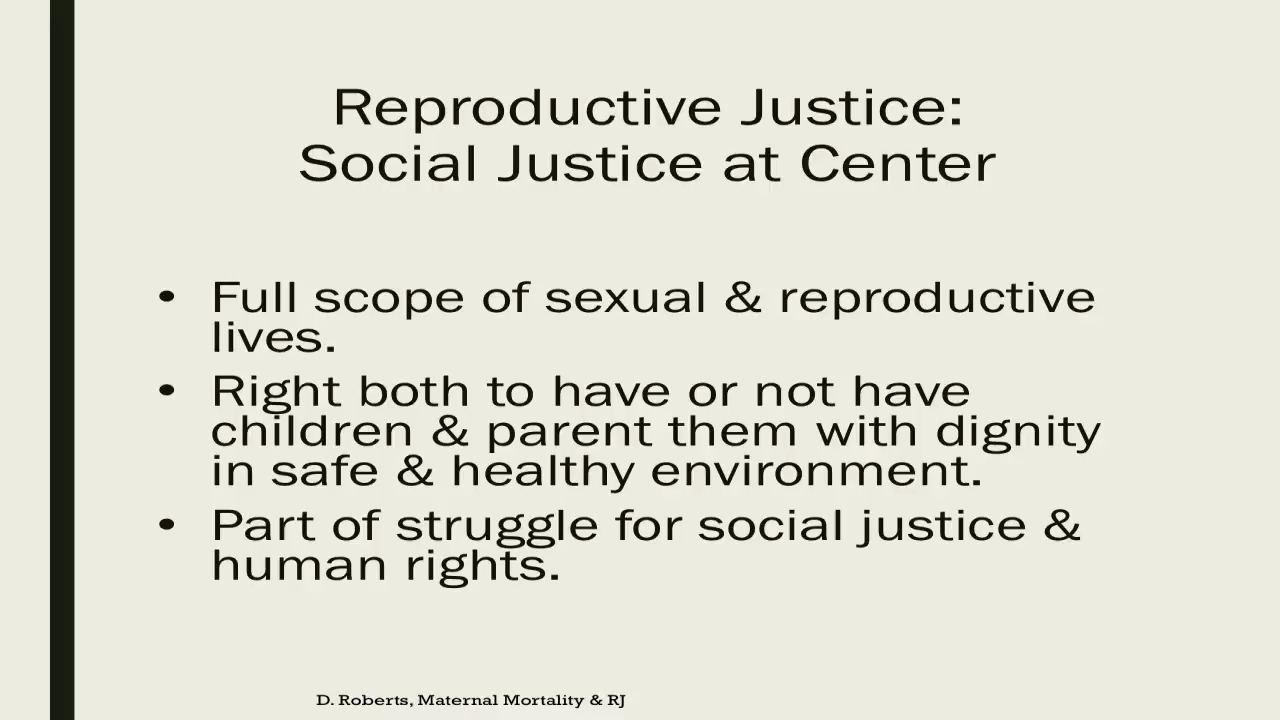 Reproductive Justice:
Social Justice at Center
• Full scope of sexual & reproductive
lives.
• Right both to have or not have
children & parent them with dignity
in safe & healthy environment.
• Part of struggle for social justice &
human rights.
D. Roberts, Maternal Mortality & RJ